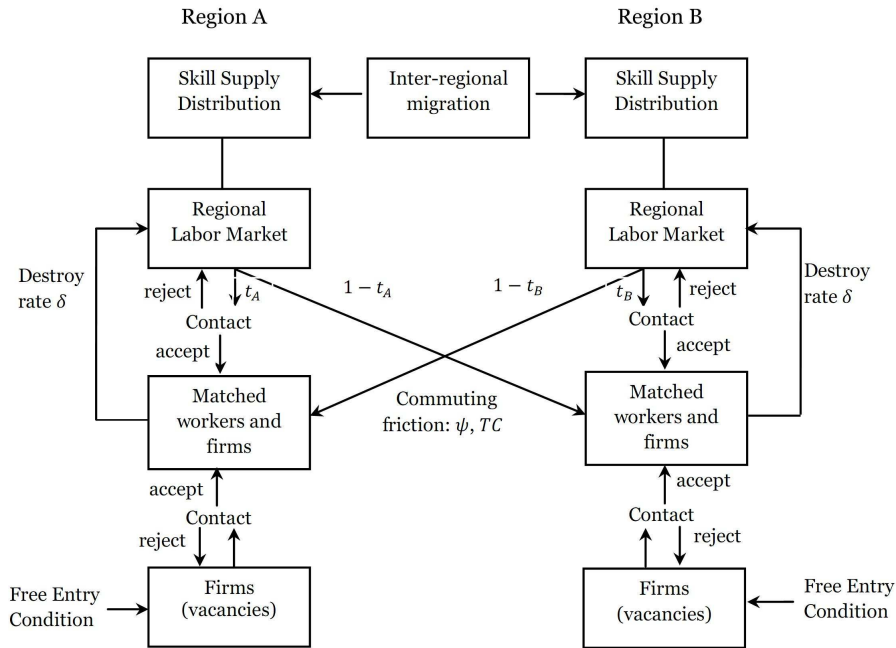 Region A
Region B
Skill Supply
Distribution
Inter-regional
migration
Skill Supply
Distribution
Regional
Labor Market
Regional
Labor Market
Destroy
rate δ
reject
t_A
1 − t_A
1 − t_B
t_B
reject
Destroy
rate δ
Contact
Contact
accept
accept
Matched
workers and
firms
Commuting
friction: ψ, TC
Matched
workers and
firms
accept
accept
Contact
Contact
reject
reject
Free Entry
Condition
Firms
(vacancies)
Firms
(vacancies)
Free Entry
Condition